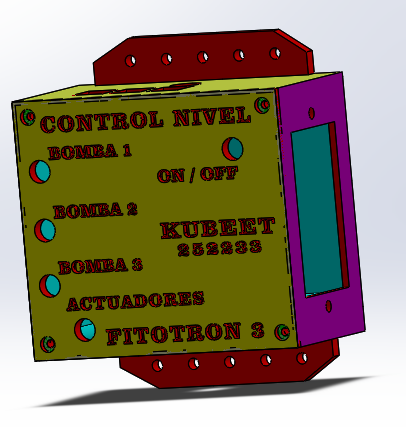 CONTROL NIVEL
BOMBA 1
ON / OFF
BOMBA 2
KUBEET
252233
BOMBA 3
ACTUADORES
FITOTRON 3